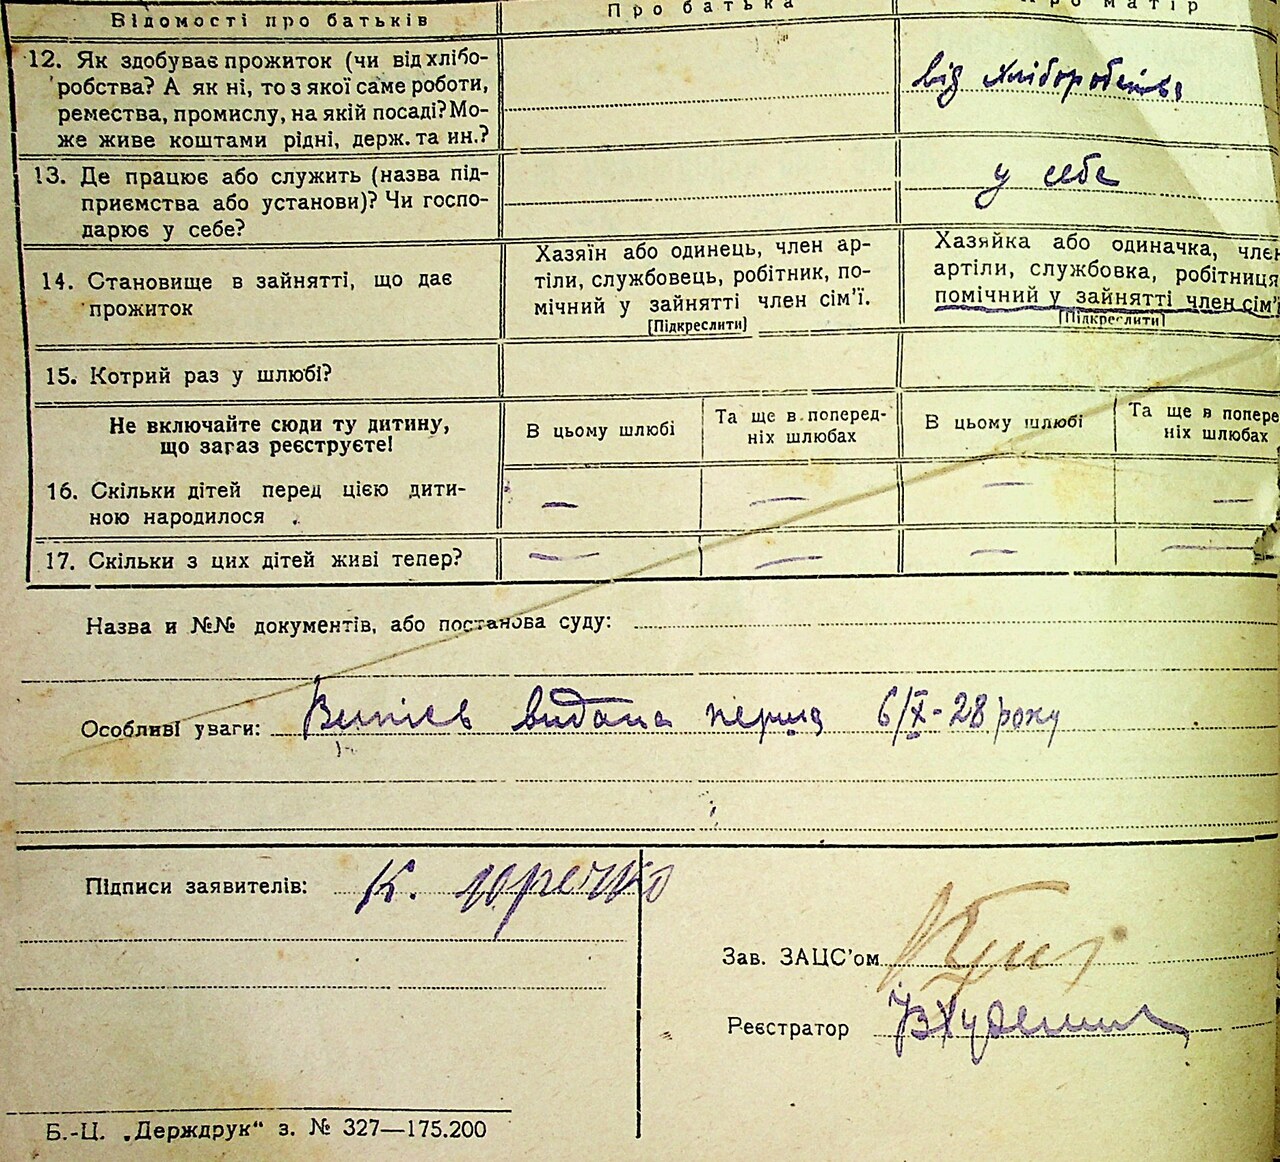 Відомості про батьків
Про батька
Про матір
12. Як здобуває прожиток (чи від хлібо-
робства? А як ні, то з якої саме роботи,
ремества, промислу, на якій посаді? Мо-
же живе коштами рідні, держ. та ин.?
від хліборобства
13. Де працює або служить (назва під-
приємства або установи)? Чи госпо-
дарює у себе?
у себе
14. Становище в зайнятті, що дає
прожиток
Хазяїн або одинець, член ар-
тіли, службовець, робітник, по-
мічний у зайнятті член сім'ї.
[Підкреслити]
Хазяйка або одиначка, член
артіли, службовка, робітниця
помічний у зайнятті член сім'ї
[Підкреслити]
15. Котрий раз у шлюбі?
Не включайте сюди ту дитину,
що загаз реєструєте!
В цьому шлюбі
Та ще в поперед-
ніх шлюбах
В цьому шлюбі
Та ще в попере
ніх шлюбах
16. Скільки дітей перед цією дити-
ною народилося
— — — —
17. Скільки з цих дітей живі тепер?
— — — —
Назва и №№ документів, або постанова суду:
Особливі уваги: Випись видана перша 6/X-28 року
Підписи заявителів: К. Юречко
Зав. ЗАЦС'ом
Реєстратор
Б.-Ц. „Держдрук" з. № 327—175.200